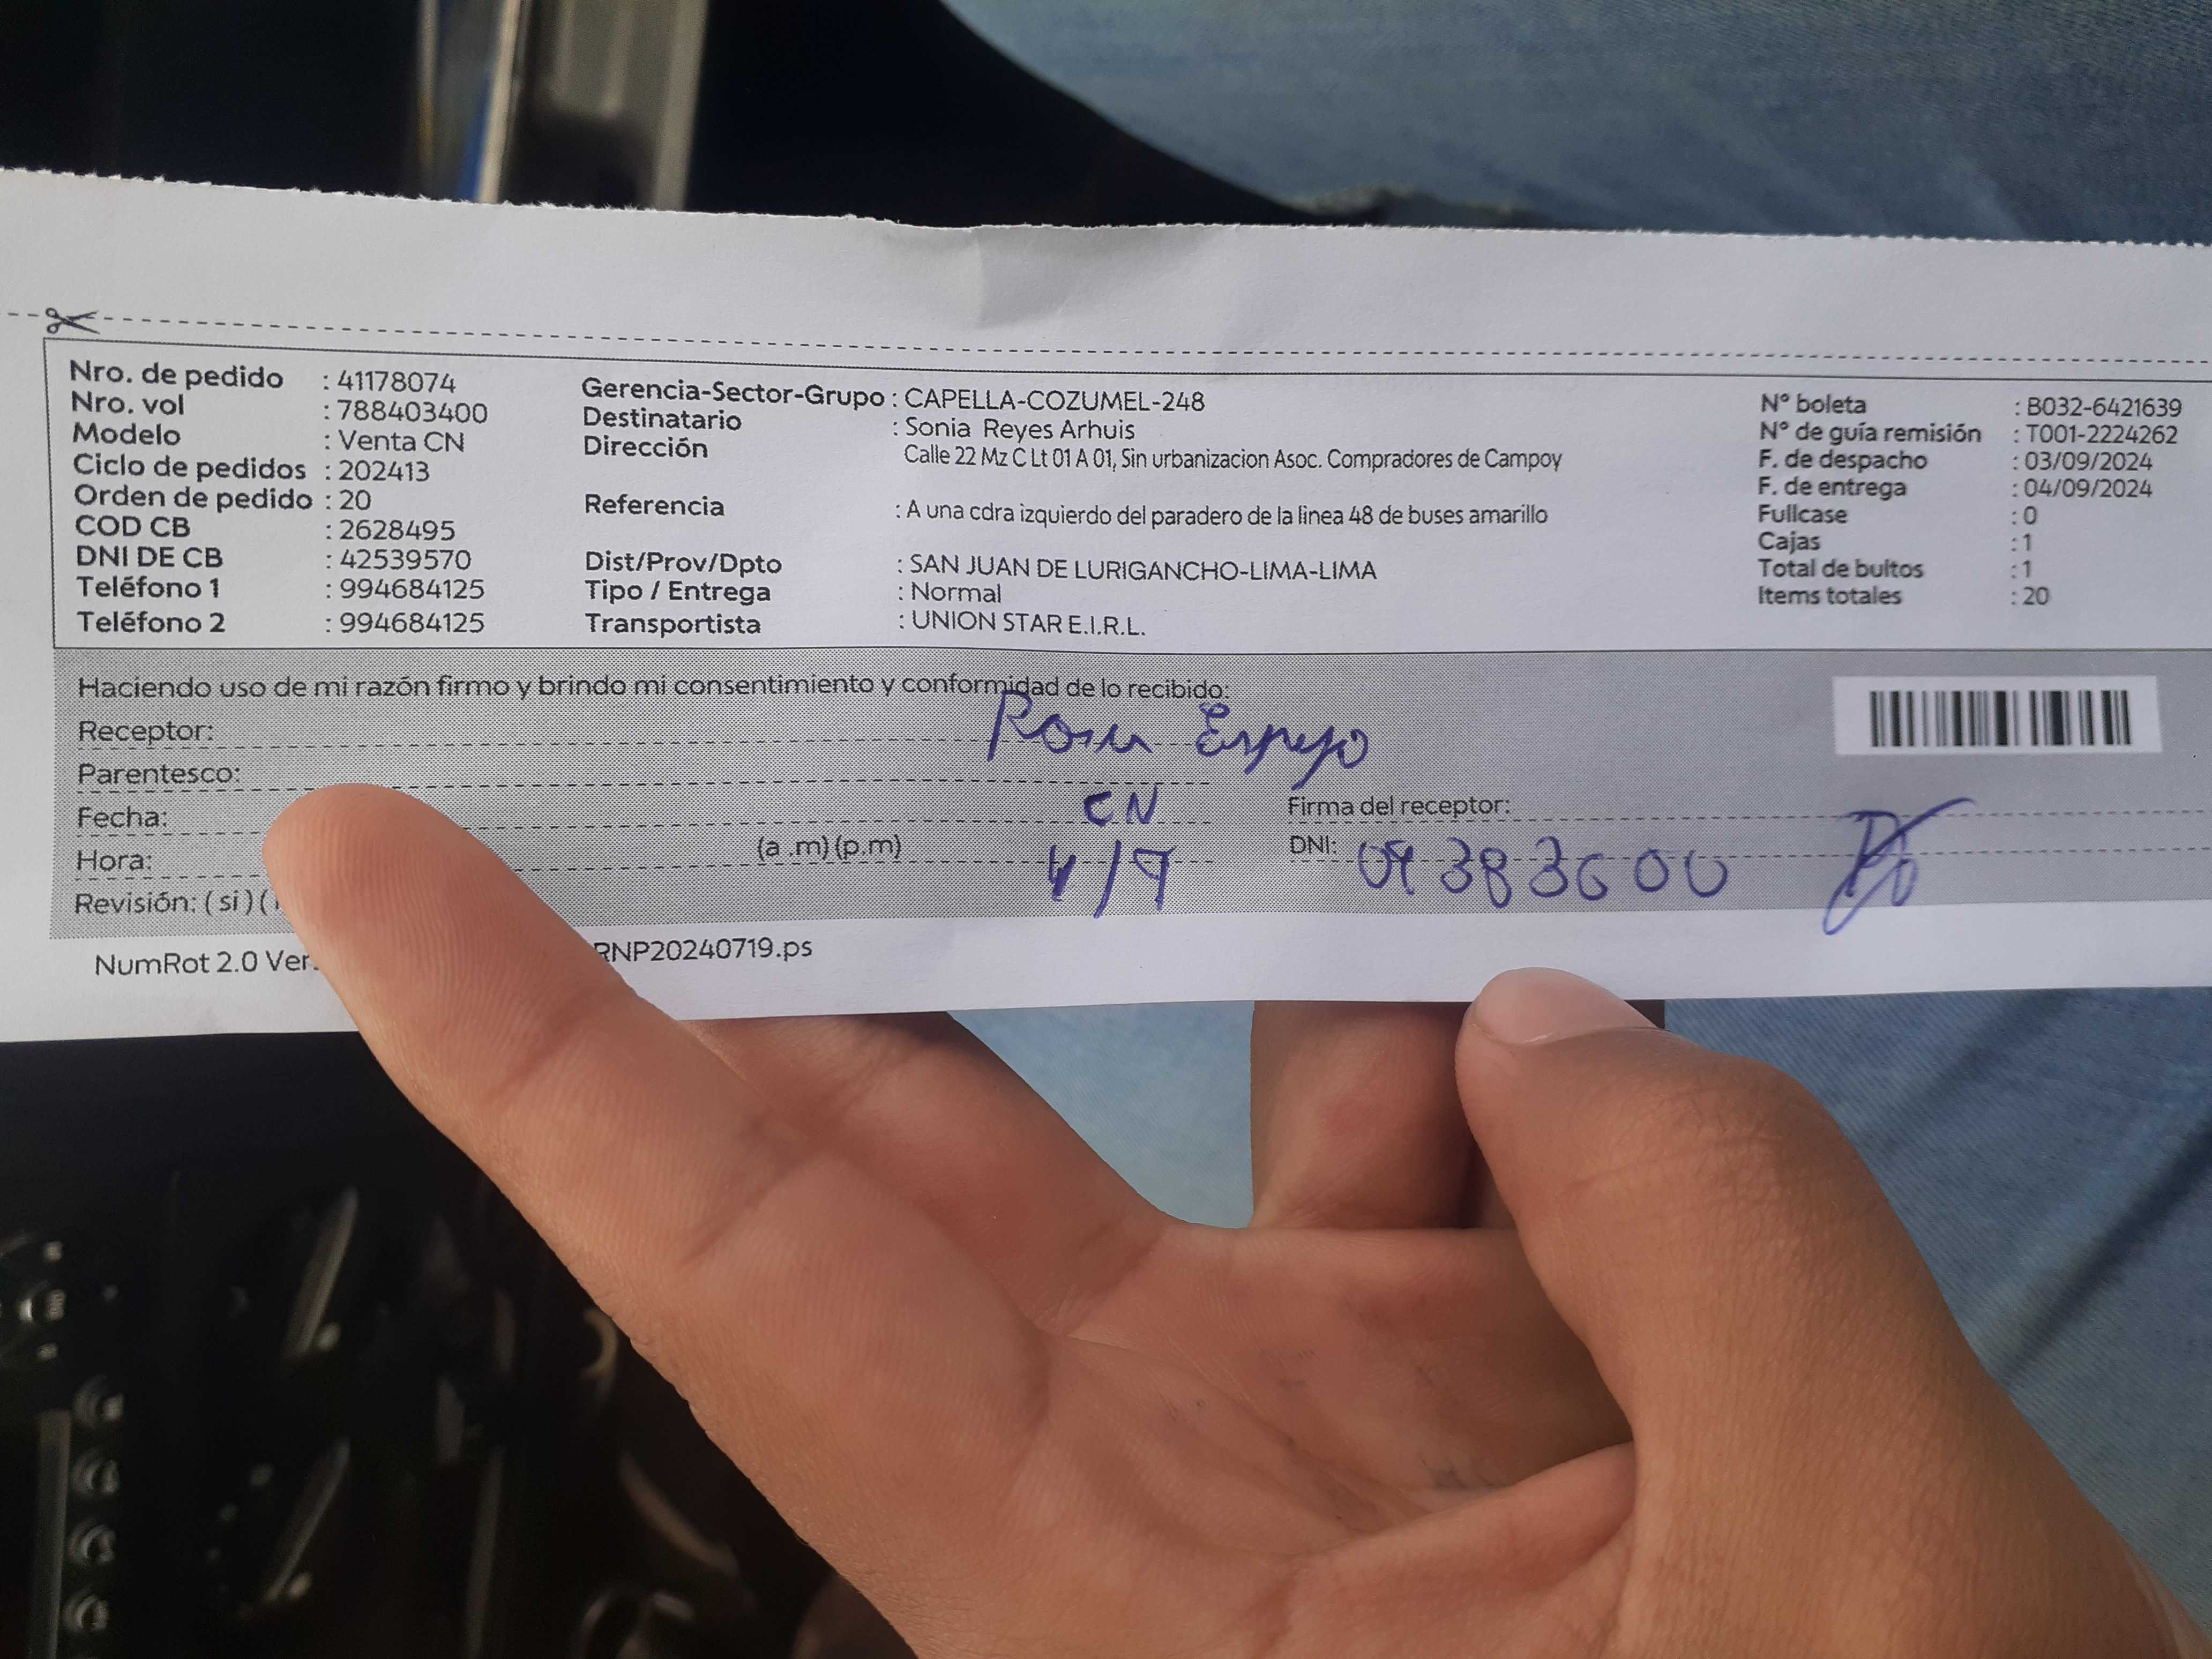 Nro. de pedido : 41178074
Nro. vol : 788403400
Modelo : Venta CN
Ciclo de pedidos : 202413
Orden de pedido : 20
COD CB : 2628495
DNI DE CB : 42539570
Teléfono 1 : 994684125
Teléfono 2 : 994684125
Gerencia-Sector-Grupo : CAPELLA-COZUMEL-248
Destinatario : Sonia Reyes Arhuis
Dirección Calle 22 Mz C Lt 01 A 01, Sin urbanizacion Asoc. Compradores de Campoy
Referencia : A una cdra izquierdo del paradero de la linea 48 de buses amarillo
Dist/Prov/Dpto : SAN JUAN DE LURIGANCHO-LIMA-LIMA
Tipo / Entrega : Normal
Transportista : UNION STAR E.I.R.L.
N° boleta : B032-6421639
N° de guía remisión : T001-2224262
F. de despacho : 03/09/2024
F. de entrega : 04/09/2024
Fullcase : 0
Cajas : 1
Total de bultos : 1
Items totales : 20
Haciendo uso de mi razón firmo y brindo mi consentimiento y conformidad de lo recibido:
Receptor: Rosa Espejo
Parentesco:
Fecha: CN
Firma del receptor:
Hora: (a .m) (p.m) 4/9
DNI:
Revisión: ( si ) (
NumRot 2.0 Ver. RNP20240719.ps